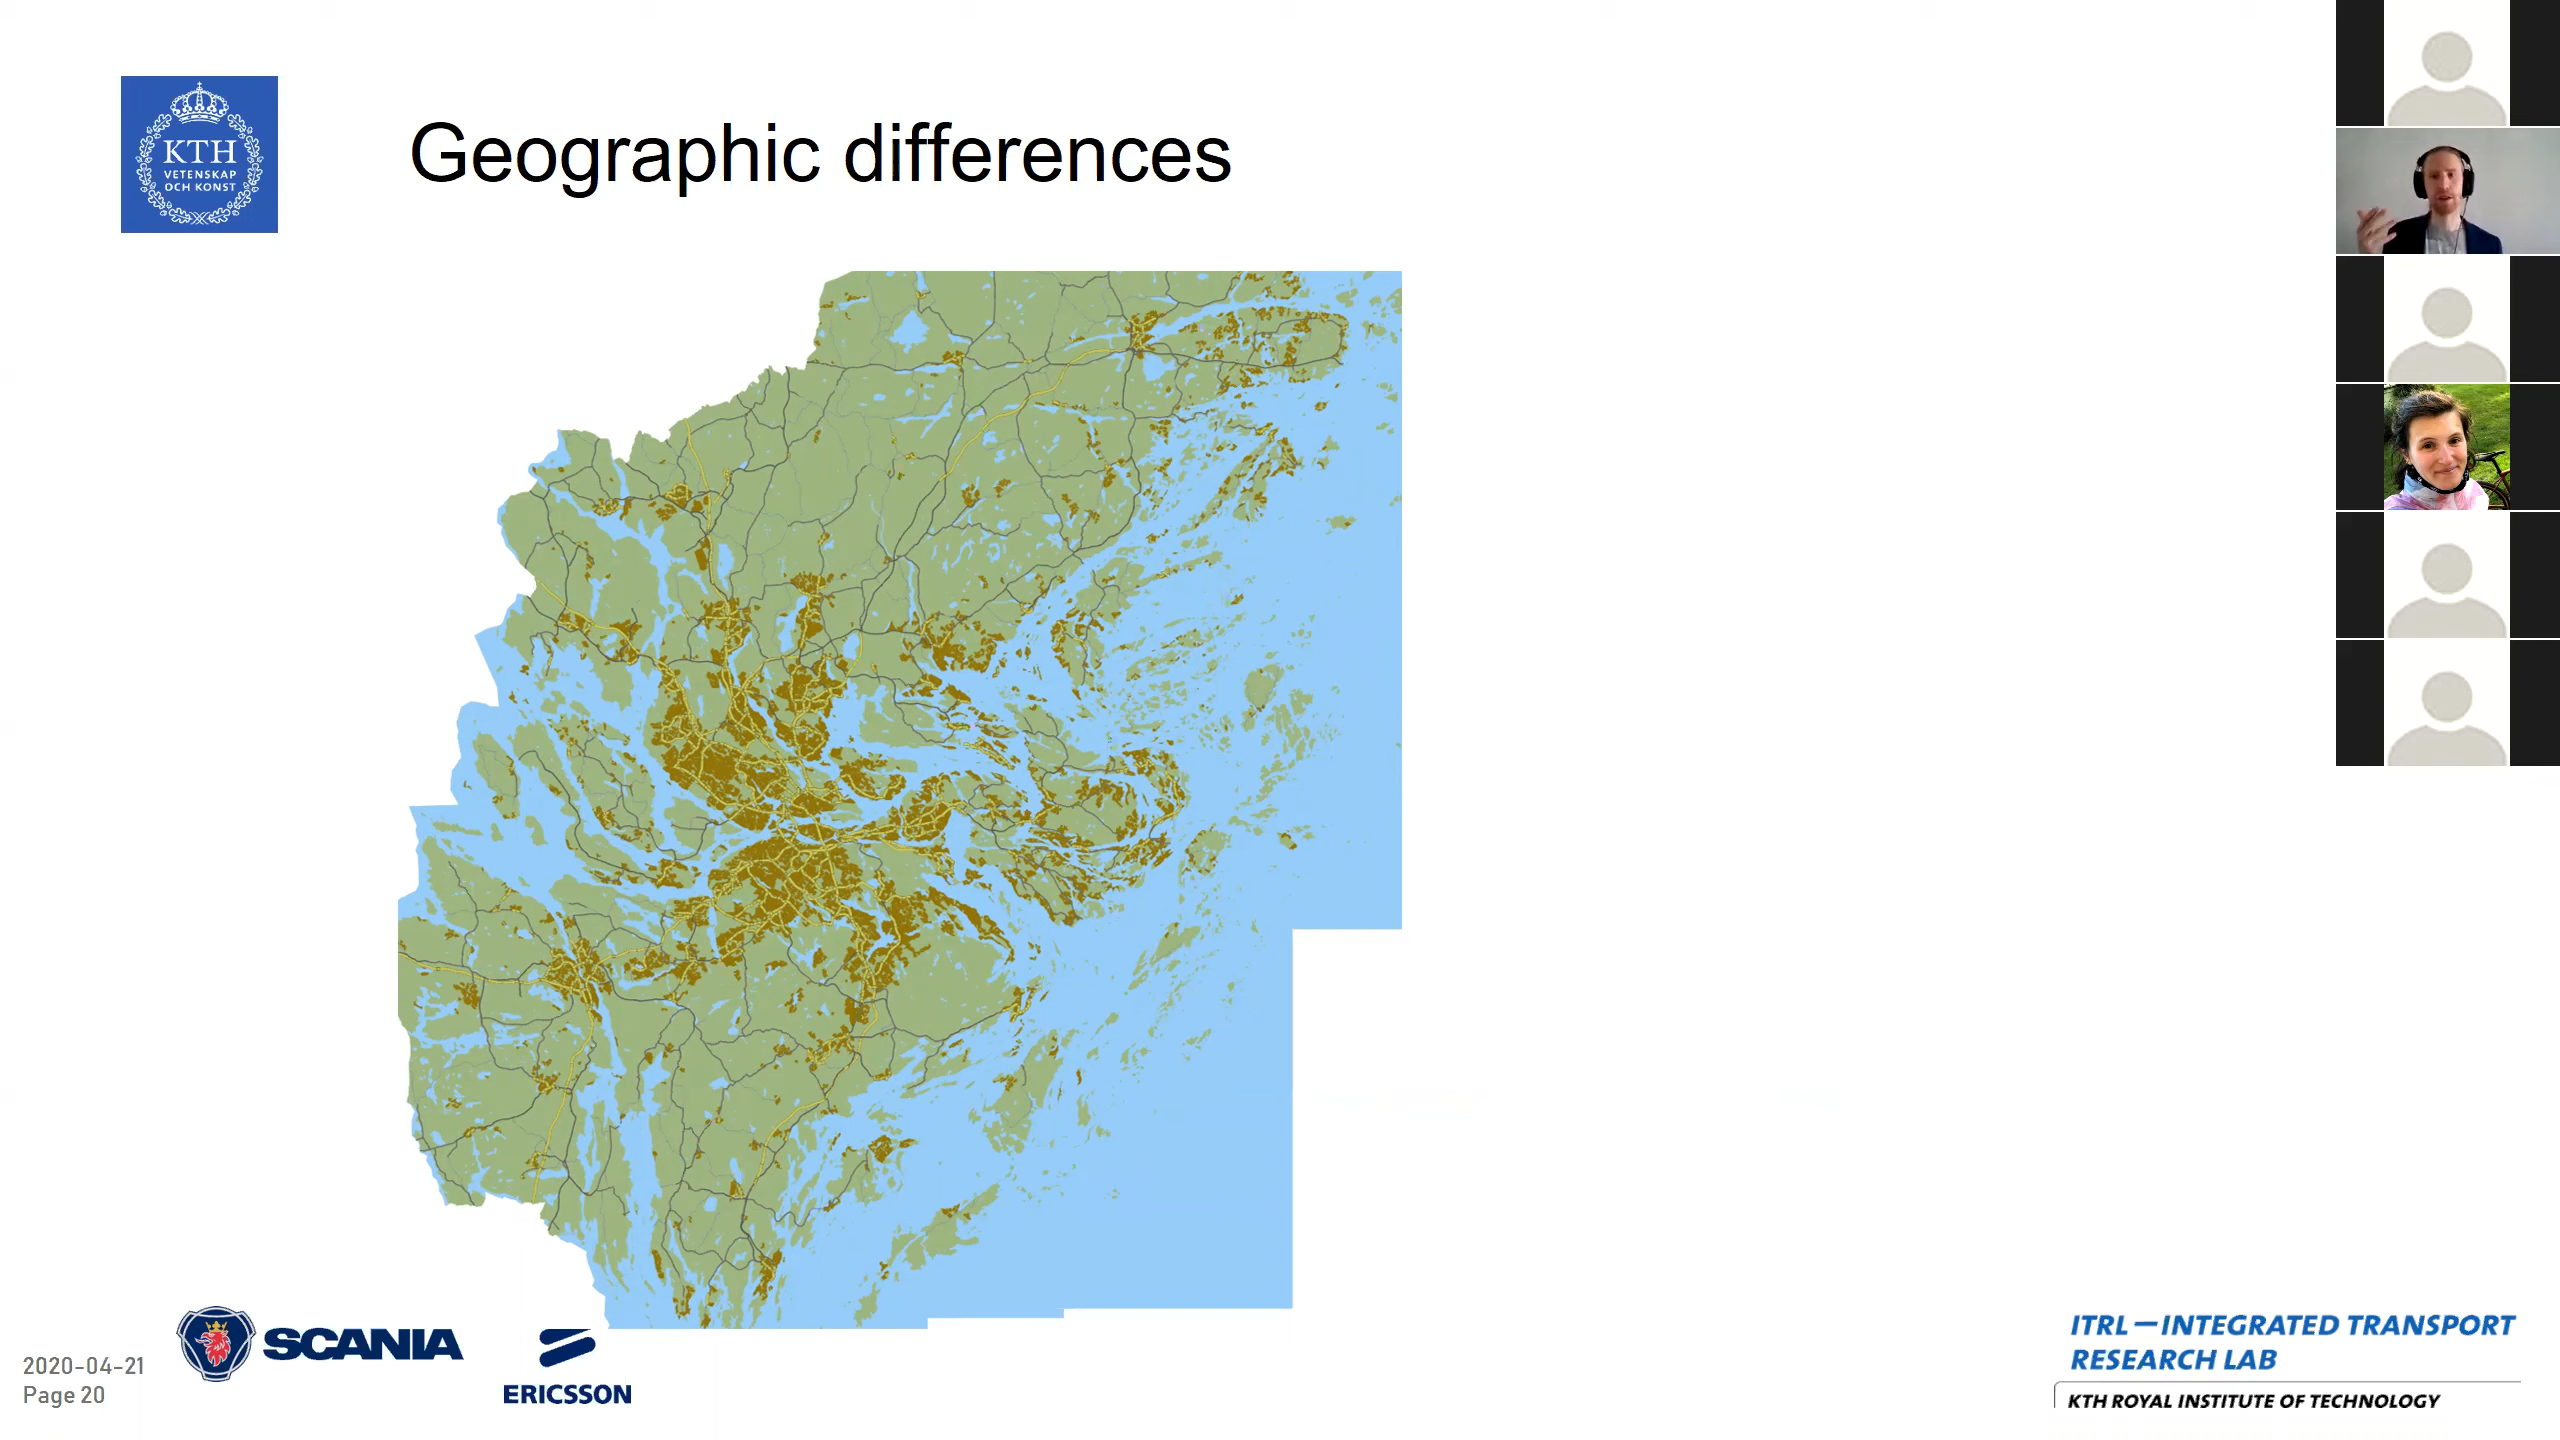 KTH
VETENSKAP
OCH KONST
Geographic differences
SCANIA
ERICSSON
2020-04-21
Page 20
ITRL — INTEGRATED TRANSPORT
RESEARCH LAB
KTH ROYAL INSTITUTE OF TECHNOLOGY